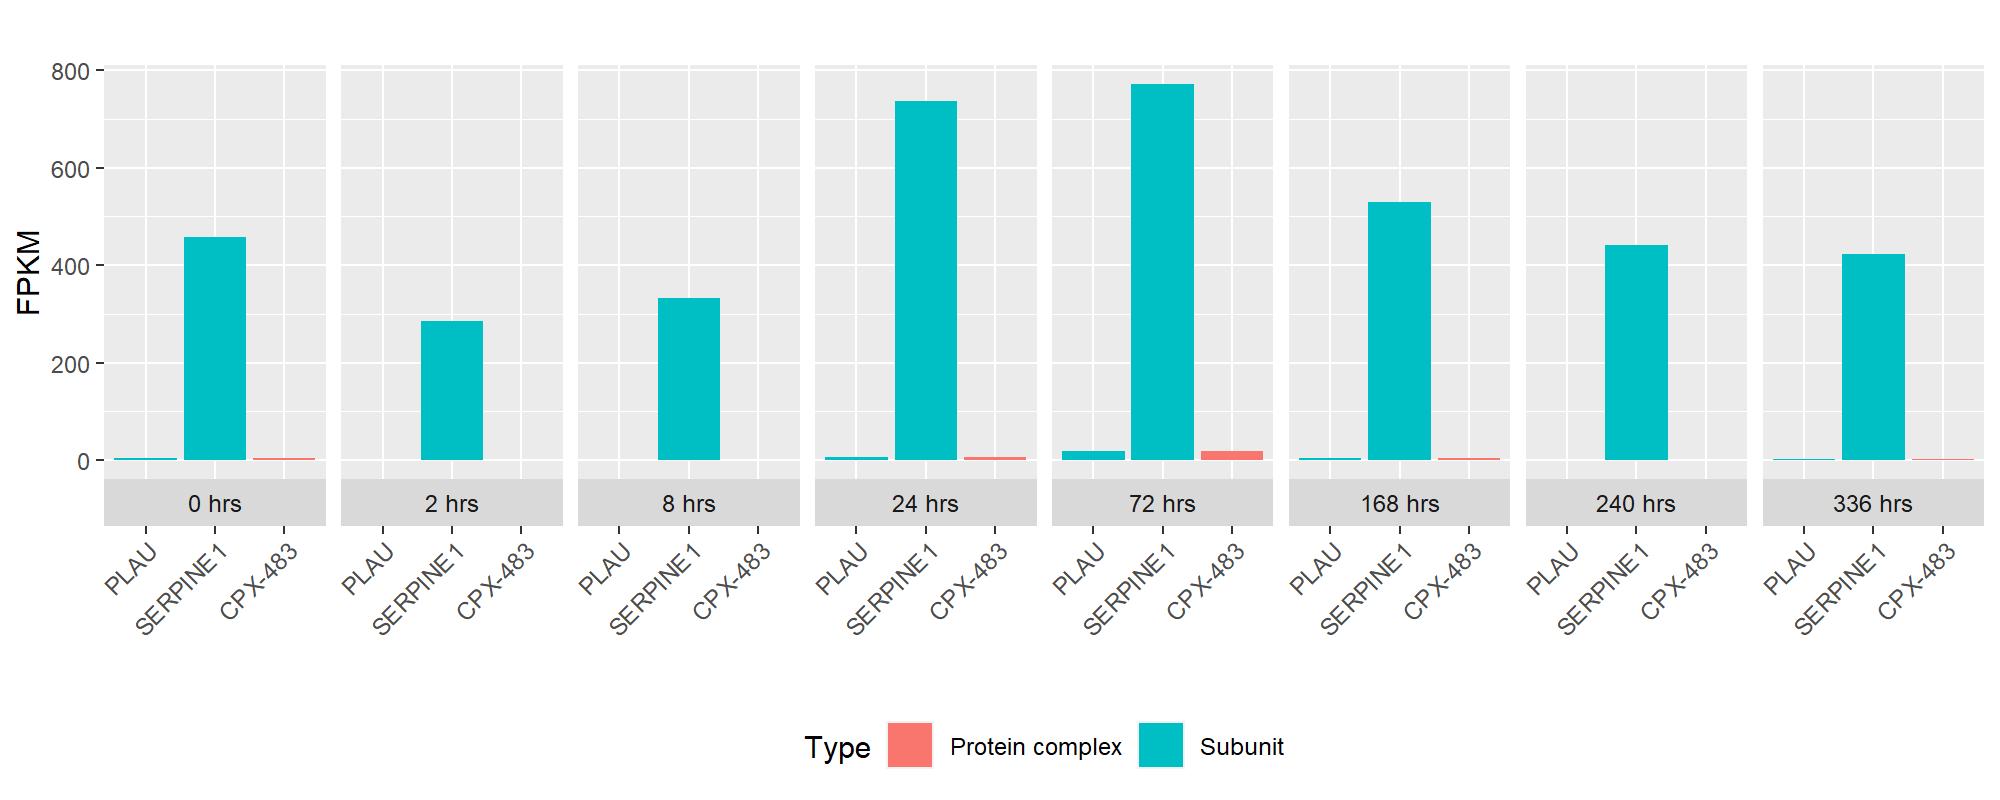 FPKM
800
600
400
200
0
0 hrs 2 hrs 8 hrs 24 hrs 72 hrs 168 hrs 240 hrs 336 hrs
PLAU SERPINE1 CPX-483 PLAU SERPINE1 CPX-483 PLAU SERPINE1 CPX-483 PLAU SERPINE1 CPX-483 PLAU SERPINE1 CPX-483 PLAU SERPINE1 CPX-483 PLAU SERPINE1 CPX-483 PLAU SERPINE1 CPX-483
Type Protein complex Subunit